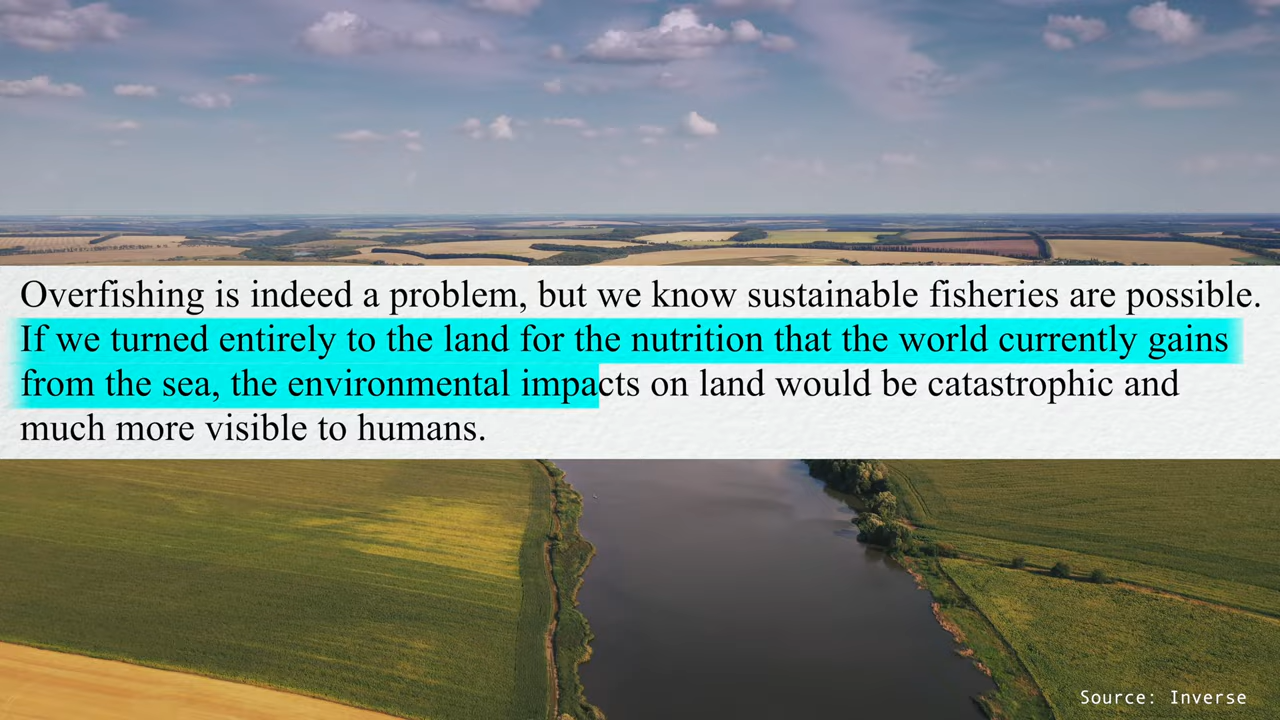 Overfishing is indeed a problem, but we know sustainable fisheries are possible.
If we turned entirely to the land for the nutrition that the world currently gains
from the sea, the environmental impacts on land would be catastrophic and
much more visible to humans.
Source: Inverse